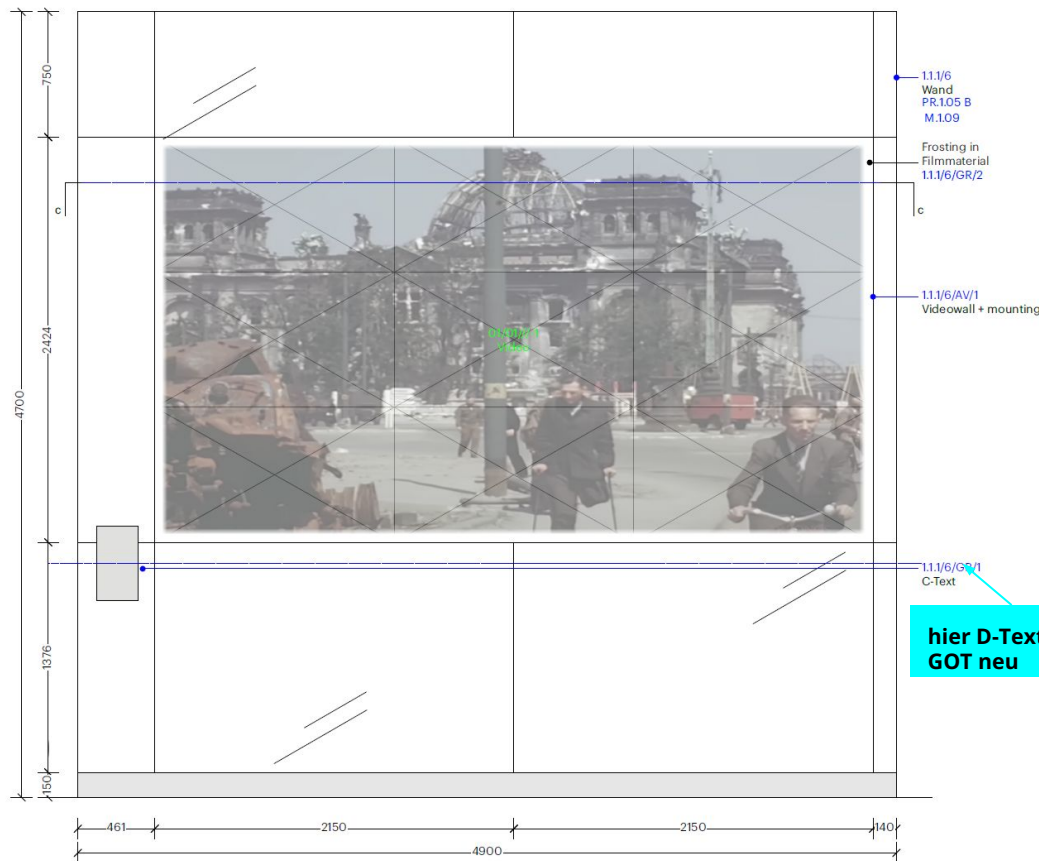 750
2424
4700
1376
150
461
2150
2150
140
4900
c
c
1.1.1/6
Wand
PR.1.05 B
M.1.09
Frosting in
Filmmaterial
1.1.1/6/GR/2
1.1.1/6/AV/1
Videowall + mounting
1.1.1/6/GR/1
C-Text
hier D-Text
GOT neu